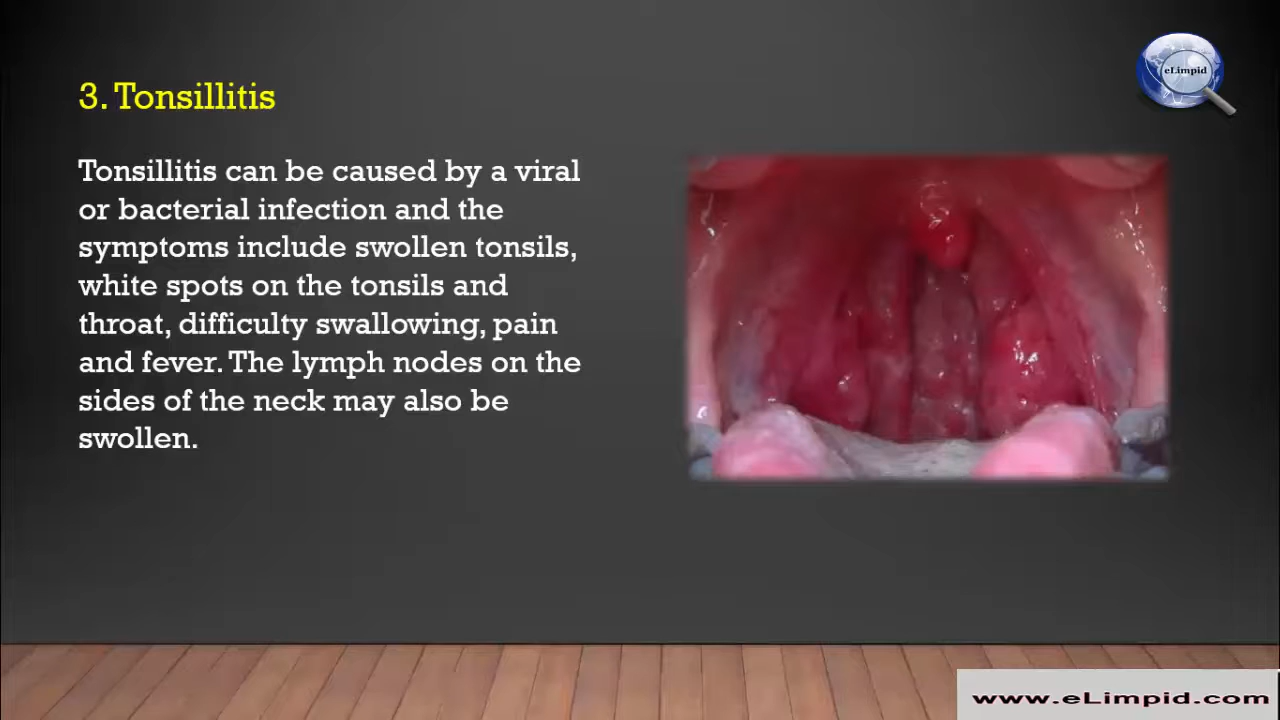 eLimpid
3. Tonsillitis
Tonsillitis can be caused by a viral
or bacterial infection and the
symptoms include swollen tonsils,
white spots on the tonsils and
throat, difficulty swallowing, pain
and fever. The lymph nodes on the
sides of the neck may also be
swollen.
www.eLimpid.com